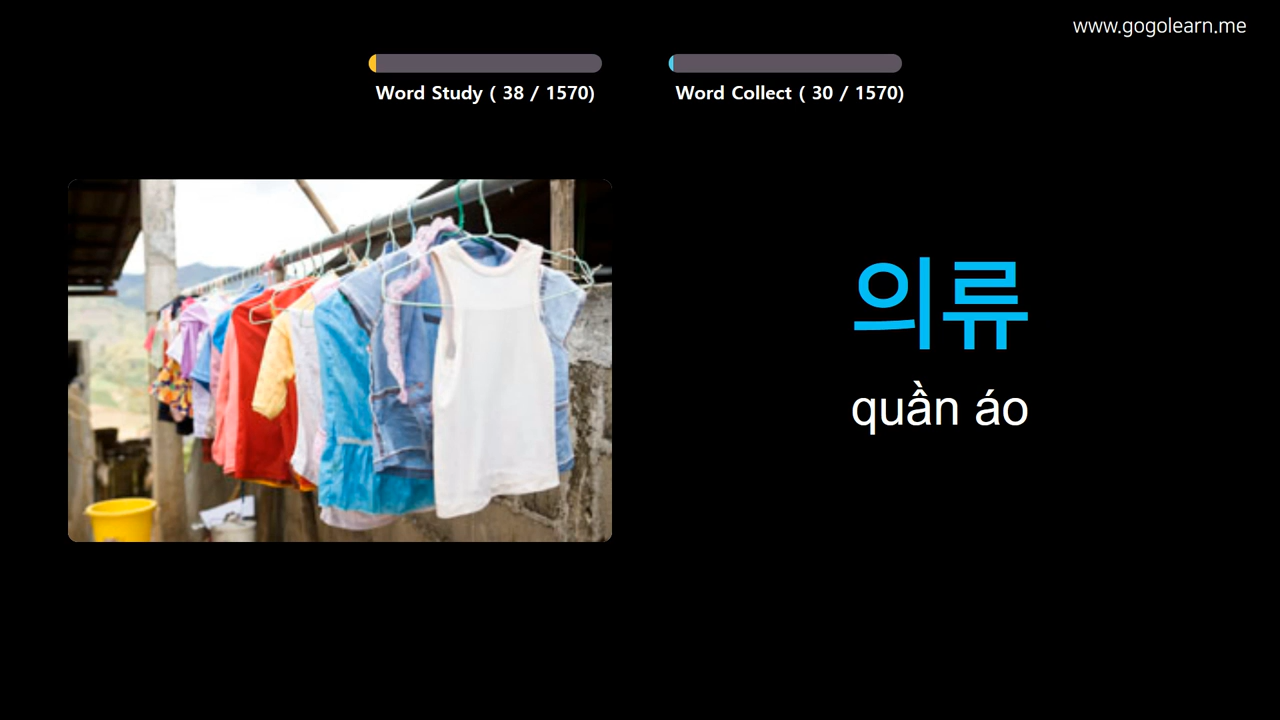 www.gogolearn.me
Word Study ( 38 / 1570)
Word Collect ( 30 / 1570)
의류
quần áo